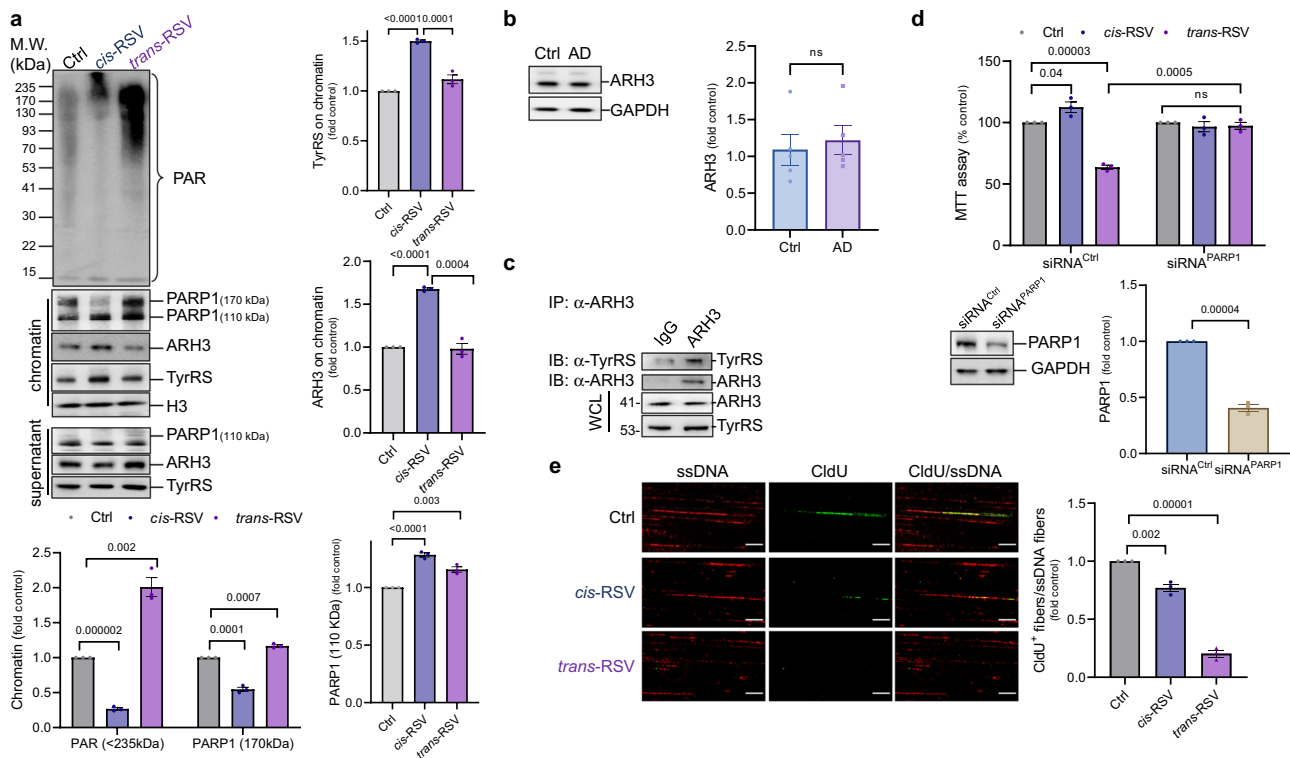 a
M.W.
(kDa)
Ctrl
cis-RSV
trans-RSV
235
170
130
93
70
53
41
30
22
15
PAR
chromatin
PARP1(170 kDa)
PARP1(110 kDa)
ARH3
TyrRS
H3
supernatant
PARP1(110 kDa)
ARH3
TyrRS
Ctrl cis-RSV trans-RSV
Chromatin (fold control)
2.5
2.0
1.5
1.0
0.5
0.0
0.002
0.000002
0.0007
0.0001
PAR (<235kDa) PARP1 (170kDa)
TyrRS on chromatin
(fold control)
1.5
1.0
0.5
0.0
<0.0001 0.0001
Ctrl
cis-RSV
trans-RSV
ARH3 on chromatin
(fold control)
2.0
1.5
1.0
0.5
0.0
<0.0001
0.0004
Ctrl
cis-RSV
trans-RSV
PARP1 (110 KDa) (fold control)
1.5
1.0
0.5
0.0
0.003
<0.0001
Ctrl
cis-RSV
trans-RSV
b
Ctrl AD
ARH3
GAPDH
ARH3 (fold control)
2.5
2.0
1.5
1.0
0.5
0.0
ns
Ctrl AD
c
IP: α-ARH3
IgG
ARH3
IB: α-TyrRS TyrRS
IB: α-ARH3 ARH3
WCL
41- ARH3
53- TyrRS
d
Ctrl cis-RSV trans-RSV
MTT assay (% control)
150
100
50
0
0.00003
0.04
0.0005
ns
siRNACtrl siRNAPARP1
siRNACtrl
siRNAPARP1
PARP1
GAPDH
PARP1 (fold control)
1.5
1.0
0.5
0.0
0.00004
siRNACtrl siRNAPARP1
e
ssDNA CldU CldU/ssDNA
Ctrl
cis-RSV
trans-RSV
CldU+ fibers/ssDNA fibers
(fold control)
1.5
1.0
0.5
0.0
0.00001
0.002
Ctrl
cis-RSV
trans-RSV